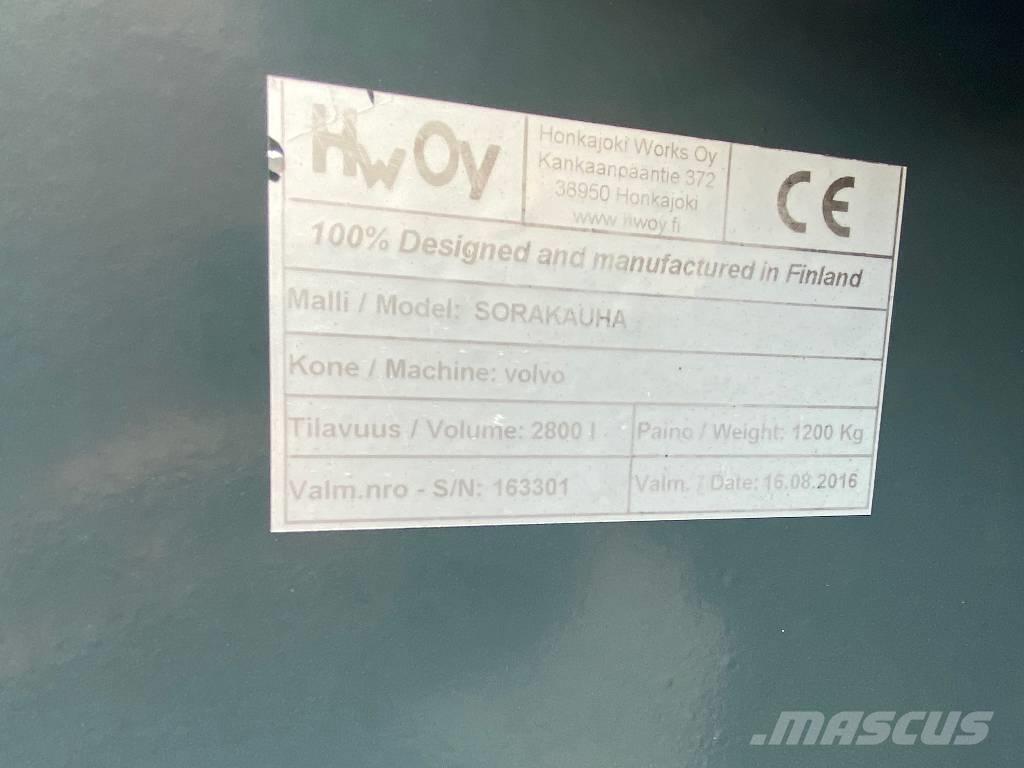 HwOy
Honkajoki Works Oy
Kankaanpääntie 372
38950 Honkajoki
www.hwoy.fi
CE
100% Designed and manufactured in Finland
Malli / Model: SORAKAUHA
Kone / Machine: volvo
Tilavuus / Volume: 2800 l
Paino / Weight: 1200 Kg
Valm.nro - S/N: 163301
Valm. / Date: 16.08.2016
.MASCUS